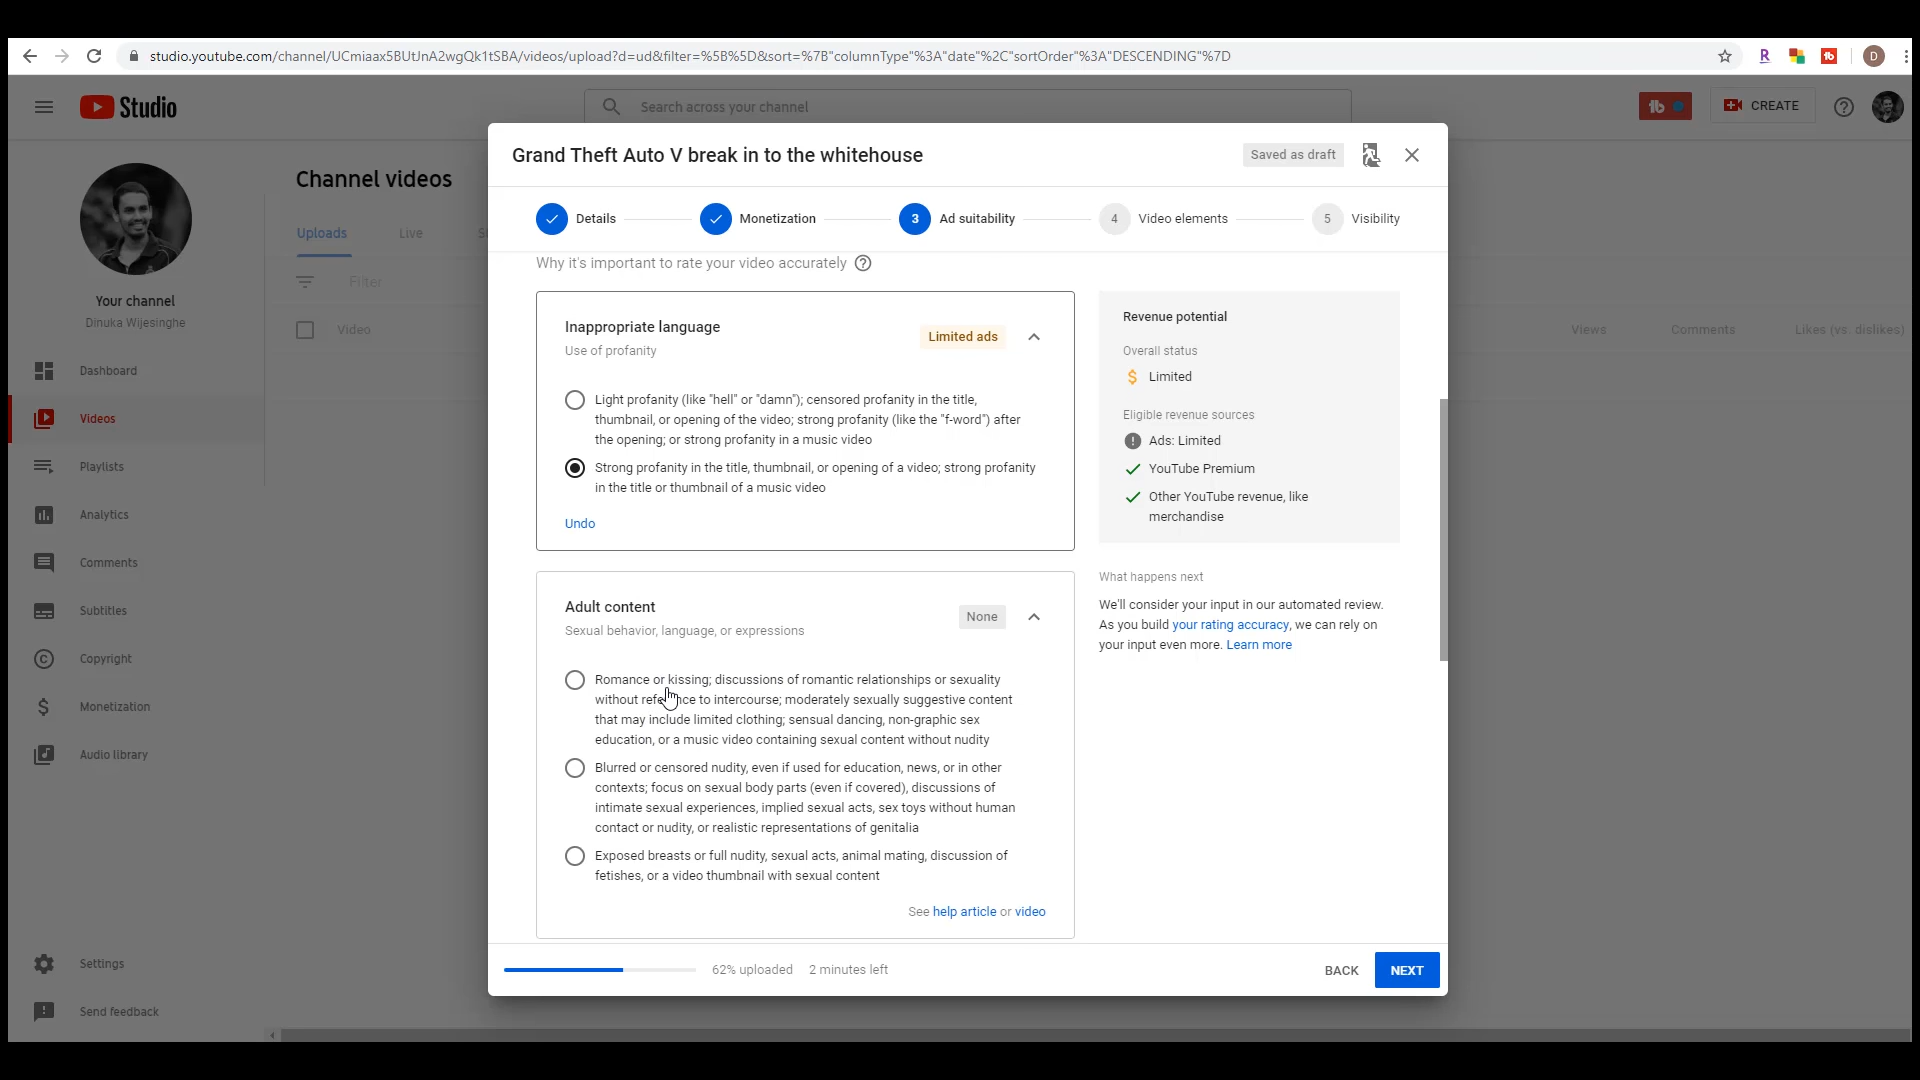 studio.youtube.com/channel/UCmiaax5BUtJnA2wgQk1tSBA/videos/upload?d=ud&filter=%5B%5D&sort=%7B"columnType"%3A"date"%2C"sortOrder"%3A"DESCENDING"%7D
R
tb
D
Studio
Search across your channel
tb
CREATE
Grand Theft Auto V break in to the whitehouse
Saved as draft
Details
Monetization
3 Ad suitability
4 Video elements
5 Visibility
Your channel
Dinuka Wijesinghe
Dashboard
Videos
Playlists
Analytics
Comments
Subtitles
Copyright
Monetization
Audio library
Settings
Send feedback
Channel videos
Uploads
Live
Filter
Video
Views
Comments
Likes (vs. dislikes)
Why it's important to rate your video accurately ?
Inappropriate language
Use of profanity
Limited ads
Light profanity (like "hell" or "damn"); censored profanity in the title,
thumbnail, or opening of the video; strong profanity (like the "f-word") after
the opening; or strong profanity in a music video
Strong profanity in the title, thumbnail, or opening of a video; strong profanity
in the title or thumbnail of a music video
Undo
Adult content
Sexual behavior, language, or expressions
None
Romance or kissing; discussions of romantic relationships or sexuality
without reference to intercourse; moderately sexually suggestive content
that may include limited clothing; sensual dancing, non-graphic sex
education, or a music video containing sexual content without nudity
Blurred or censored nudity, even if used for education, news, or in other
contexts; focus on sexual body parts (even if covered), discussions of
intimate sexual experiences, implied sexual acts, sex toys without human
contact or nudity, or realistic representations of genitalia
Exposed breasts or full nudity, sexual acts, animal mating, discussion of
fetishes, or a video thumbnail with sexual content
See help article or video
Revenue potential
Overall status
$ Limited
Eligible revenue sources
Ads: Limited
YouTube Premium
Other YouTube revenue, like
merchandise
What happens next
We'll consider your input in our automated review.
As you build your rating accuracy, we can rely on
your input even more. Learn more
62% uploaded 2 minutes left
BACK
NEXT